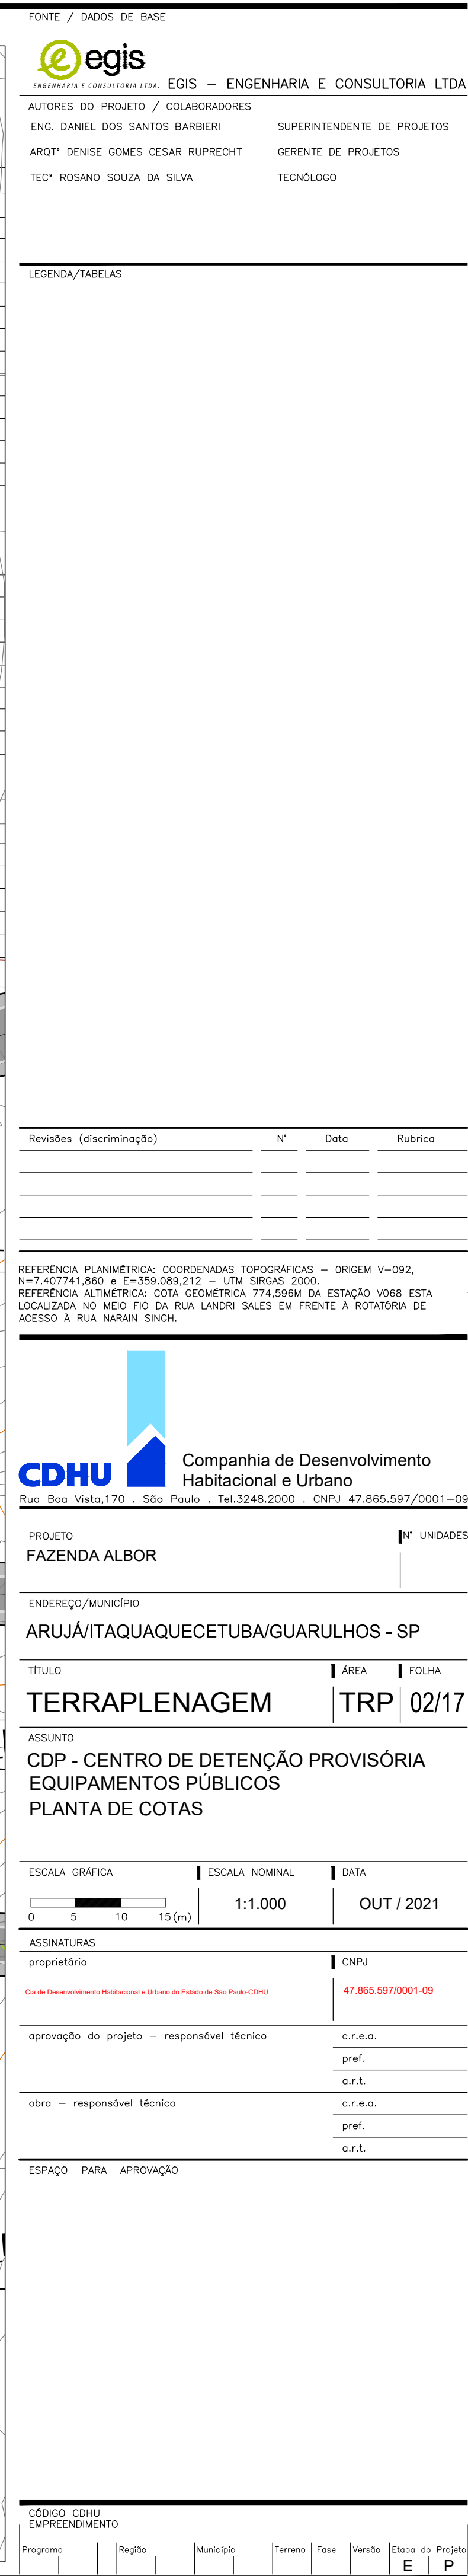 FONTE / DADOS DE BASE
egis
ENGENHARIA E CONSULTORIA LTDA.
EGIS – ENGENHARIA E CONSULTORIA LTDA
AUTORES DO PROJETO / COLABORADORES
ENG. DANIEL DOS SANTOS BARBIERI SUPERINTENDENTE DE PROJETOS
ARQTª DENISE GOMES CESAR RUPRECHT GERENTE DE PROJETOS
TECº ROSANO SOUZA DA SILVA TECNÓLOGO
LEGENDA/TABELAS
Revisões (discriminação) N° Data Rubrica
REFERÊNCIA PLANIMÉTRICA: COORDENADAS TOPOGRÁFICAS – ORIGEM V–092,
N=7.407741,860 e E=359.089,212 – UTM SIRGAS 2000.
REFERÊNCIA ALTIMÉTRICA: COTA GEOMÉTRICA 774,596M DA ESTAÇÃO V068 ESTA
LOCALIZADA NO MEIO FIO DA RUA LANDRI SALES EM FRENTE À ROTATÓRIA DE
ACESSO À RUA NARAIN SINGH.
CDHU
Companhia de Desenvolvimento
Habitacional e Urbano
Rua Boa Vista,170 . São Paulo . Tel.3248.2000 . CNPJ 47.865.597/0001–09
PROJETO N° UNIDADES
FAZENDA ALBOR
ENDEREÇO/MUNICÍPIO
ARUJÁ/ITAQUAQUECETUBA/GUARULHOS - SP
TÍTULO ÁREA FOLHA
TERRAPLENAGEM TRP 02/17
ASSUNTO
CDP - CENTRO DE DETENÇÃO PROVISÓRIA
EQUIPAMENTOS PÚBLICOS
PLANTA DE COTAS
ESCALA GRÁFICA ESCALA NOMINAL DATA
0 5 10 15(m) 1:1.000 OUT / 2021
ASSINATURAS
proprietário CNPJ
Cia de Desenvolvimento Habitacional e Urbano do Estado de São Paulo-CDHU 47.865.597/0001-09
aprovação do projeto – responsável técnico c.r.e.a.
pref.
a.r.t.
obra – responsável técnico c.r.e.a.
pref.
a.r.t.
ESPAÇO PARA APROVAÇÃO
CÓDIGO CDHU
EMPREENDIMENTO
Programa Região Município Terreno Fase Versão Etapa do Projeto
E P